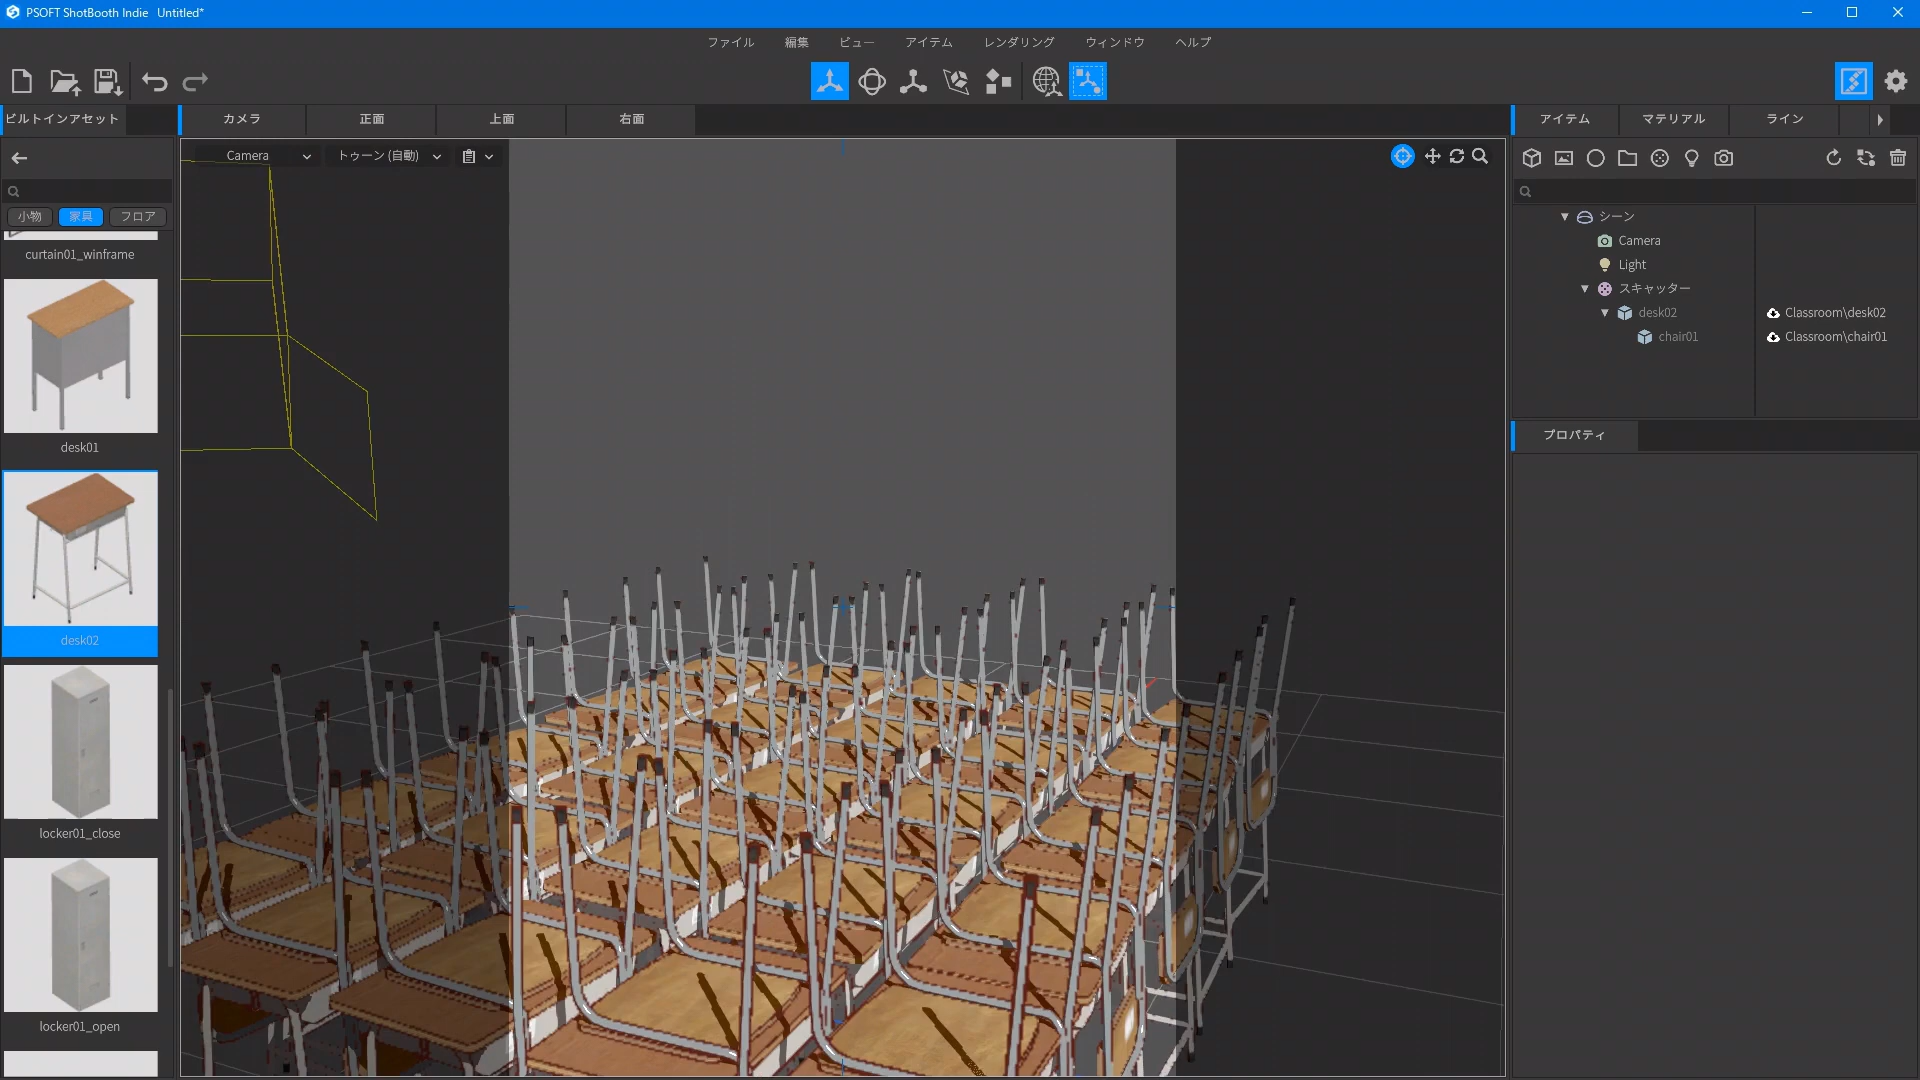 PSOFT ShotBooth Indie Untitled*
ファイル 編集 ビュー アイテム レンダリング ウィンドウ ヘルプ
ビルトインアセット
カメラ 正面 上面 右面
アイテム マテリアル ライン
Camera トゥーン (自動)
小物 家具 フロア
curtain01_winframe
desk01
desk02
locker01_close
locker01_open
シーン
Camera
Light
スキャッター
desk02 Classroom\desk02
chair01 Classroom\chair01
プロパティ